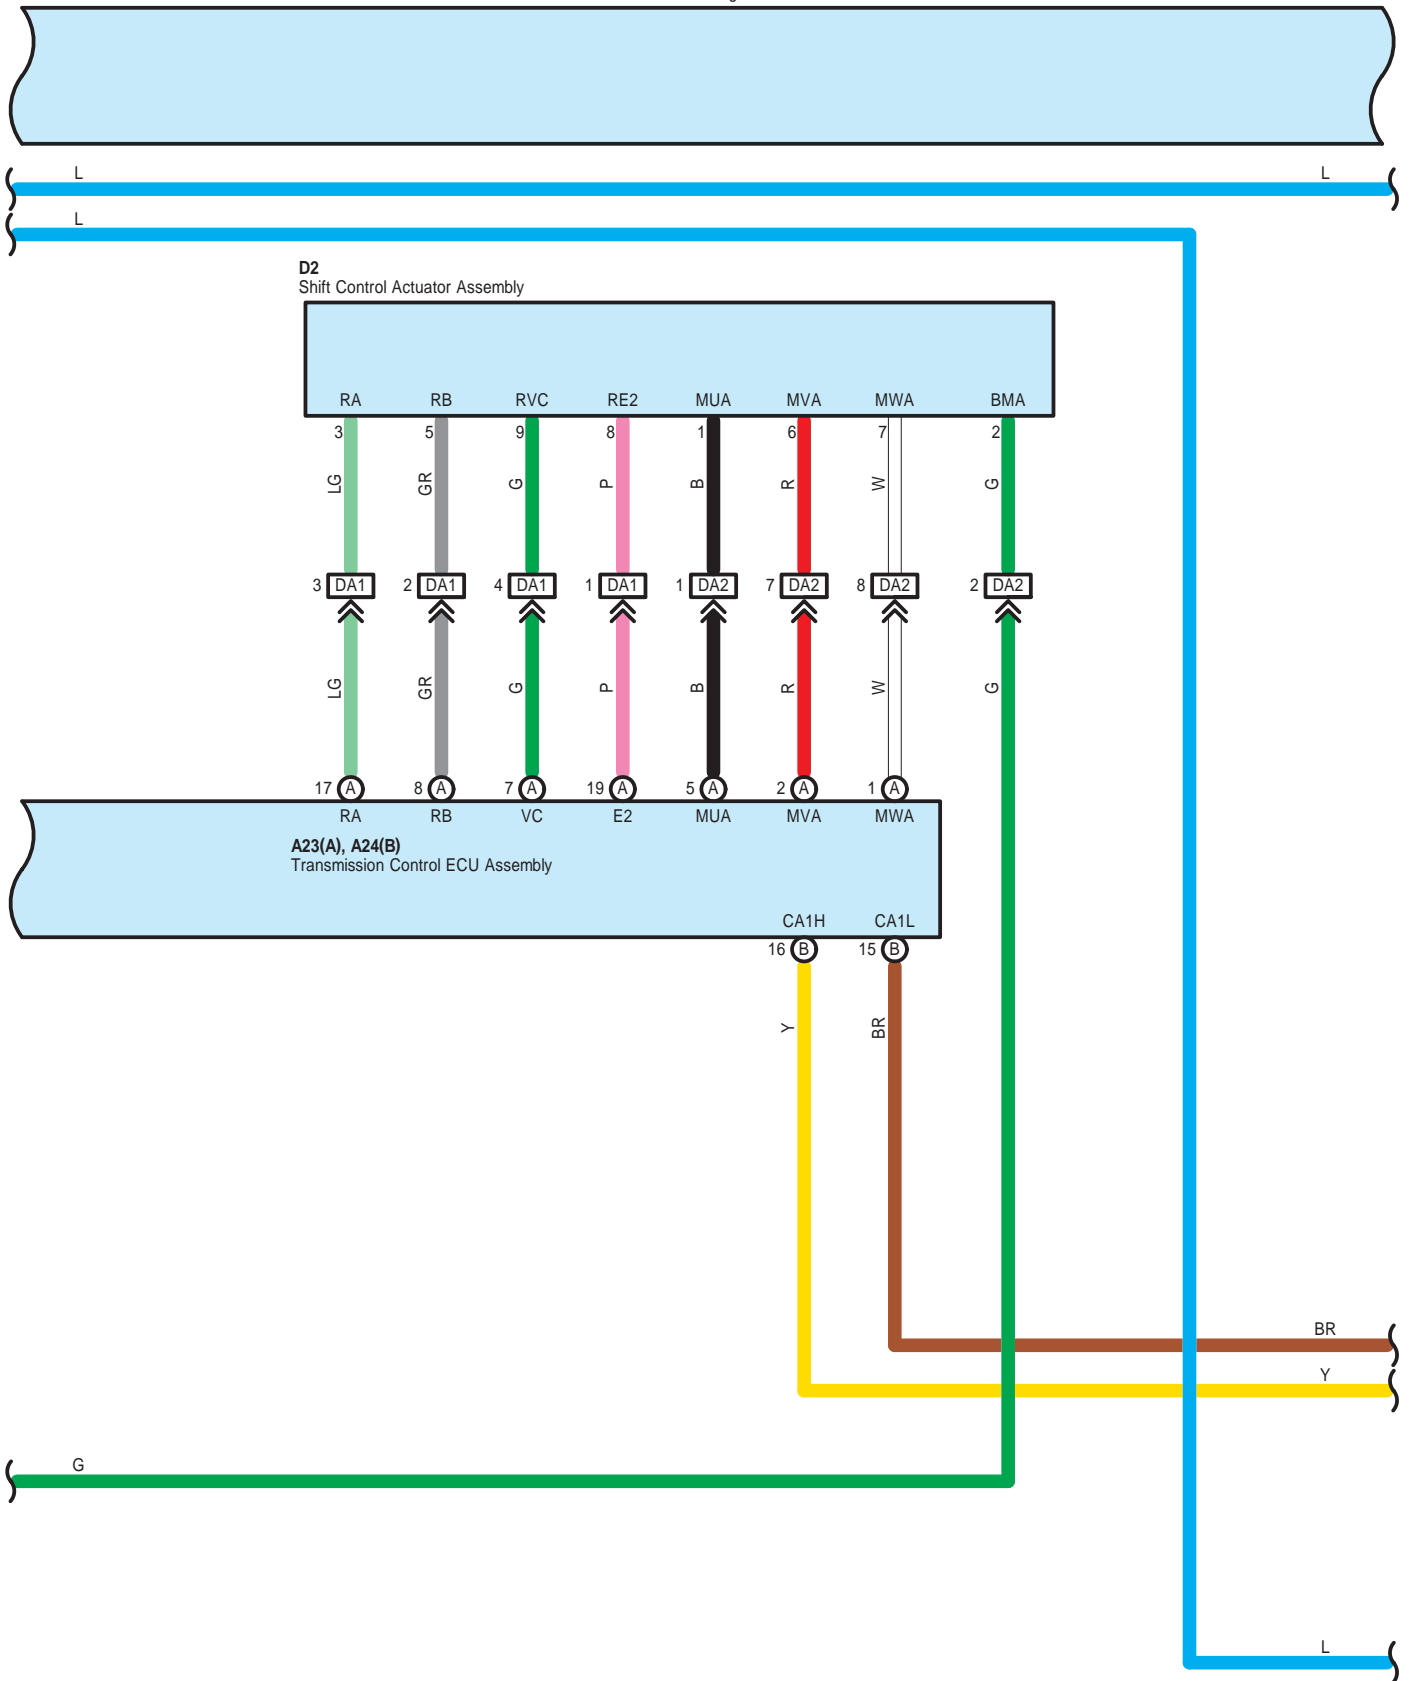 L L
L
D2
Shift Control Actuator Assembly
RA RB RVC RE2 MUA MVA MWA BMA
3 5 9 8 1 6 7 2
LG GR G P B R W G
3 DA1 2 DA1 4 DA1 1 DA1 1 DA2 7 DA2 8 DA2 2 DA2
LG GR G P B R W G
17 A 8 A 7 A 19 A 5 A 2 A 1 A
RA RB VC E2 MUA MVA MWA
A23(A), A24(B)
Transmission Control ECU Assembly
CA1H CA1L
16 B 15 B
Y BR
BR
Y
G
L